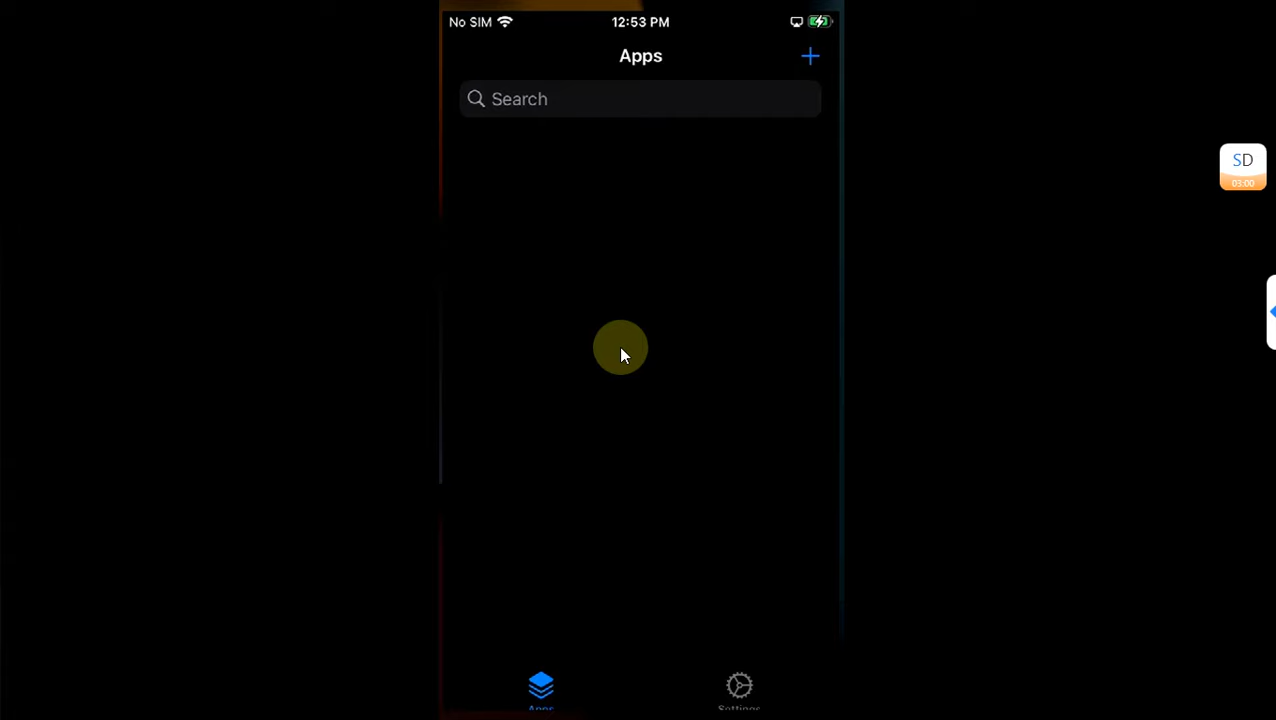 No SIM 12:53 PM
Apps
Search
SD
03:00
Apps Settings